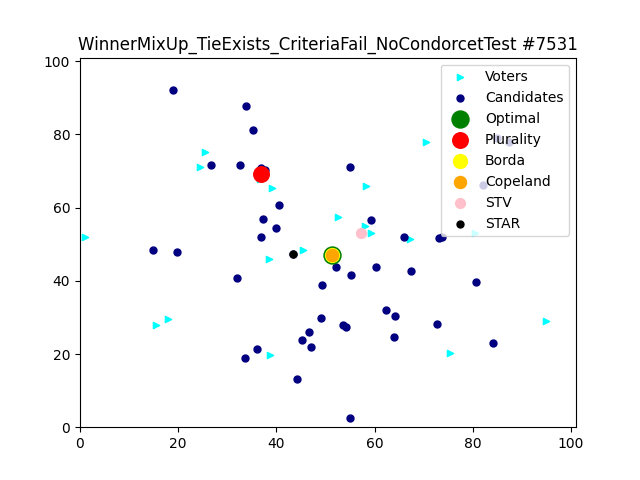 WinnerMixUp_TieExists_CriteriaFail_NoCondorcetTest #7531
100
80
60
40
20
0
0 20 40 60 80 100
Voters
Candidates
Optimal
Plurality
Borda
Copeland
STV
STAR